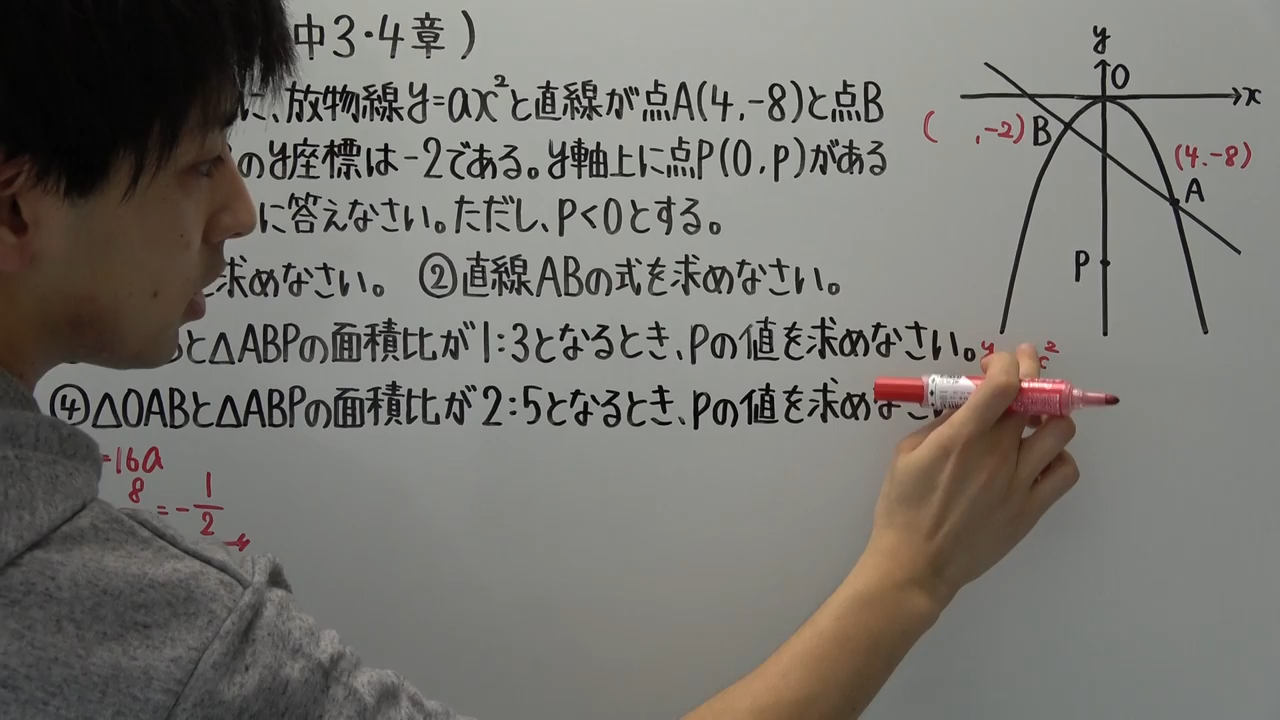 中3・4章)
に、放物線y=ax²と直線が点A(4,-8)と点B
のy座標は-2である。y軸上に点P(0,p)がある
に答えなさい。ただし、p<0とする。
求めなさい。 ②直線ABの式を求めなさい。
と△ABPの面積比が1:3となるとき、pの値を求めなさい。
④△OABと△ABPの面積比が2:5となるとき、pの値を求めなさ
=16a
8
=-1/2
y
O
x
( ,-2)B
(4,-8)
A
P
y
x²